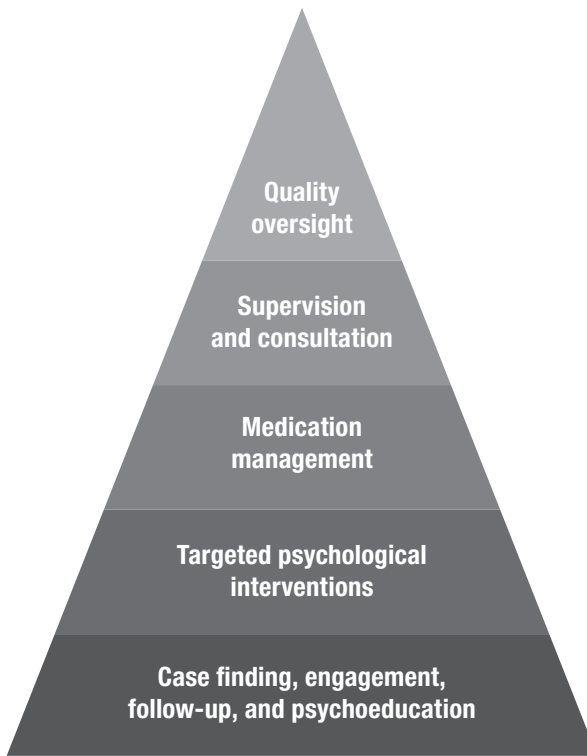 Quality
oversight
Supervision
and consultation
Medication
management
Targeted psychological
interventions
Case finding, engagement,
follow-up, and psychoeducation